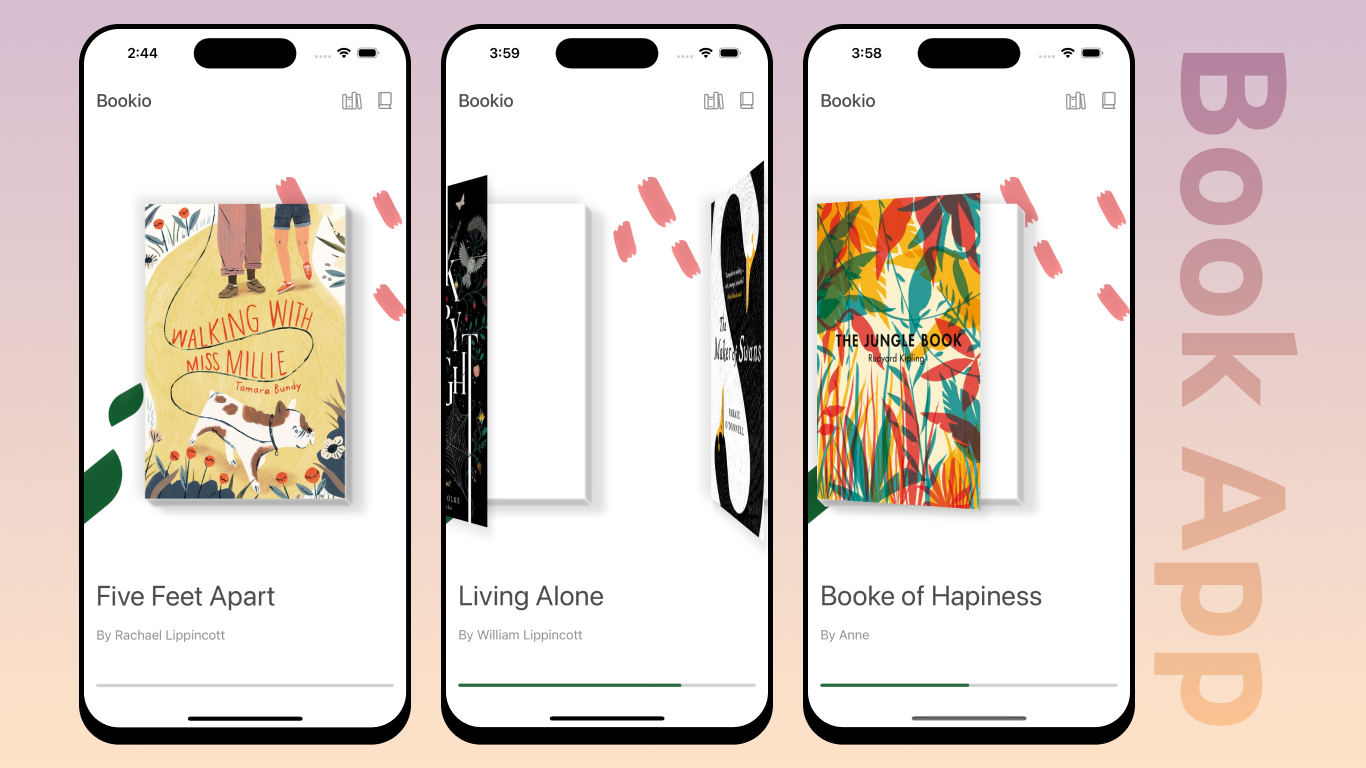 2:44
Bookio
WALKING WITH
MISS MILLIE
Tamara Bundy
Five Feet Apart
By Rachael Lippincott
3:59
Bookio
The
Maker of Swans
PARAIC
O'DONNELL
Living Alone
By William Lippincott
3:58
Bookio
THE JUNGLE BOOK
Rudyard Kipling
Booke of Hapiness
By Anne
Book App